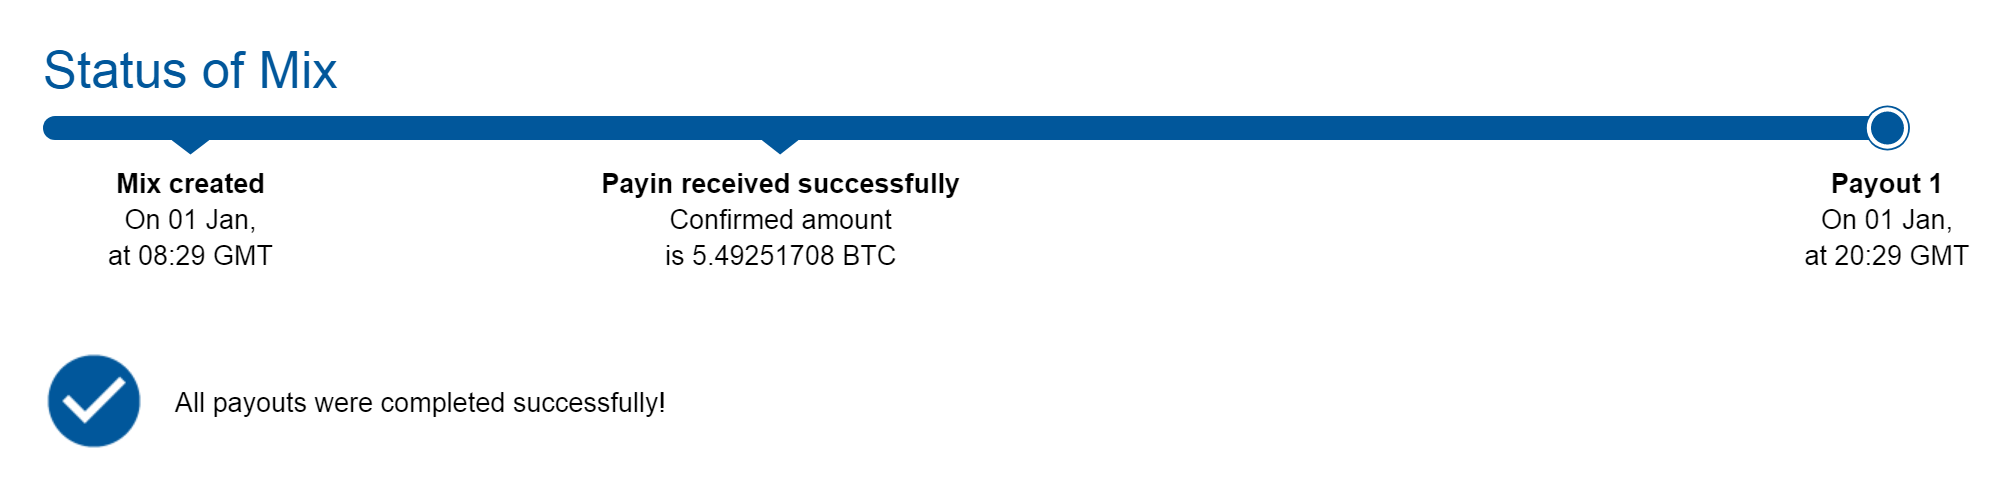 Status of Mix
Mix created
On 01 Jan,
at 08:29 GMT
Payin received successfully
Confirmed amount
is 5.49251708 BTC
Payout 1
On 01 Jan,
at 20:29 GMT
All payouts were completed successfully!